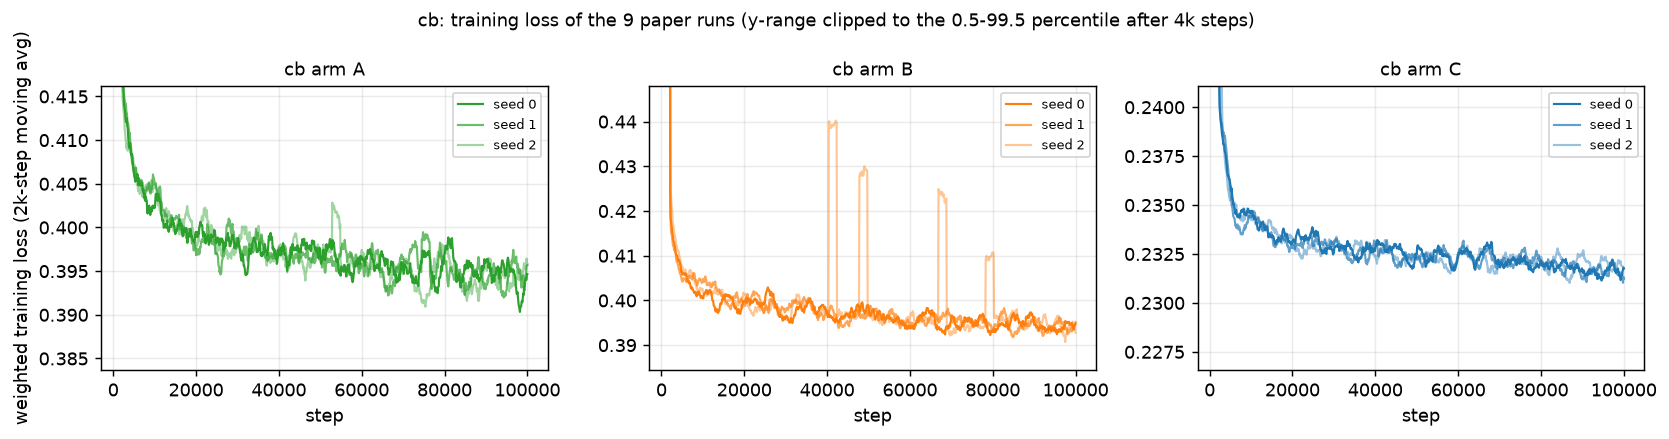 cb: training loss of the 9 paper runs (y-range clipped to the 0.5-99.5 percentile after 4k steps)
weighted training loss (2k-step moving avg)
cb arm A
0.415
0.410
0.405
0.400
0.395
0.390
0.385
seed 0
seed 1
seed 2
0 20000 40000 60000 80000 100000
step
cb arm B
0.44
0.43
0.42
0.41
0.40
0.39
seed 0
seed 1
seed 2
0 20000 40000 60000 80000 100000
step
cb arm C
0.2400
0.2375
0.2350
0.2325
0.2300
0.2275
seed 0
seed 1
seed 2
0 20000 40000 60000 80000 100000
step